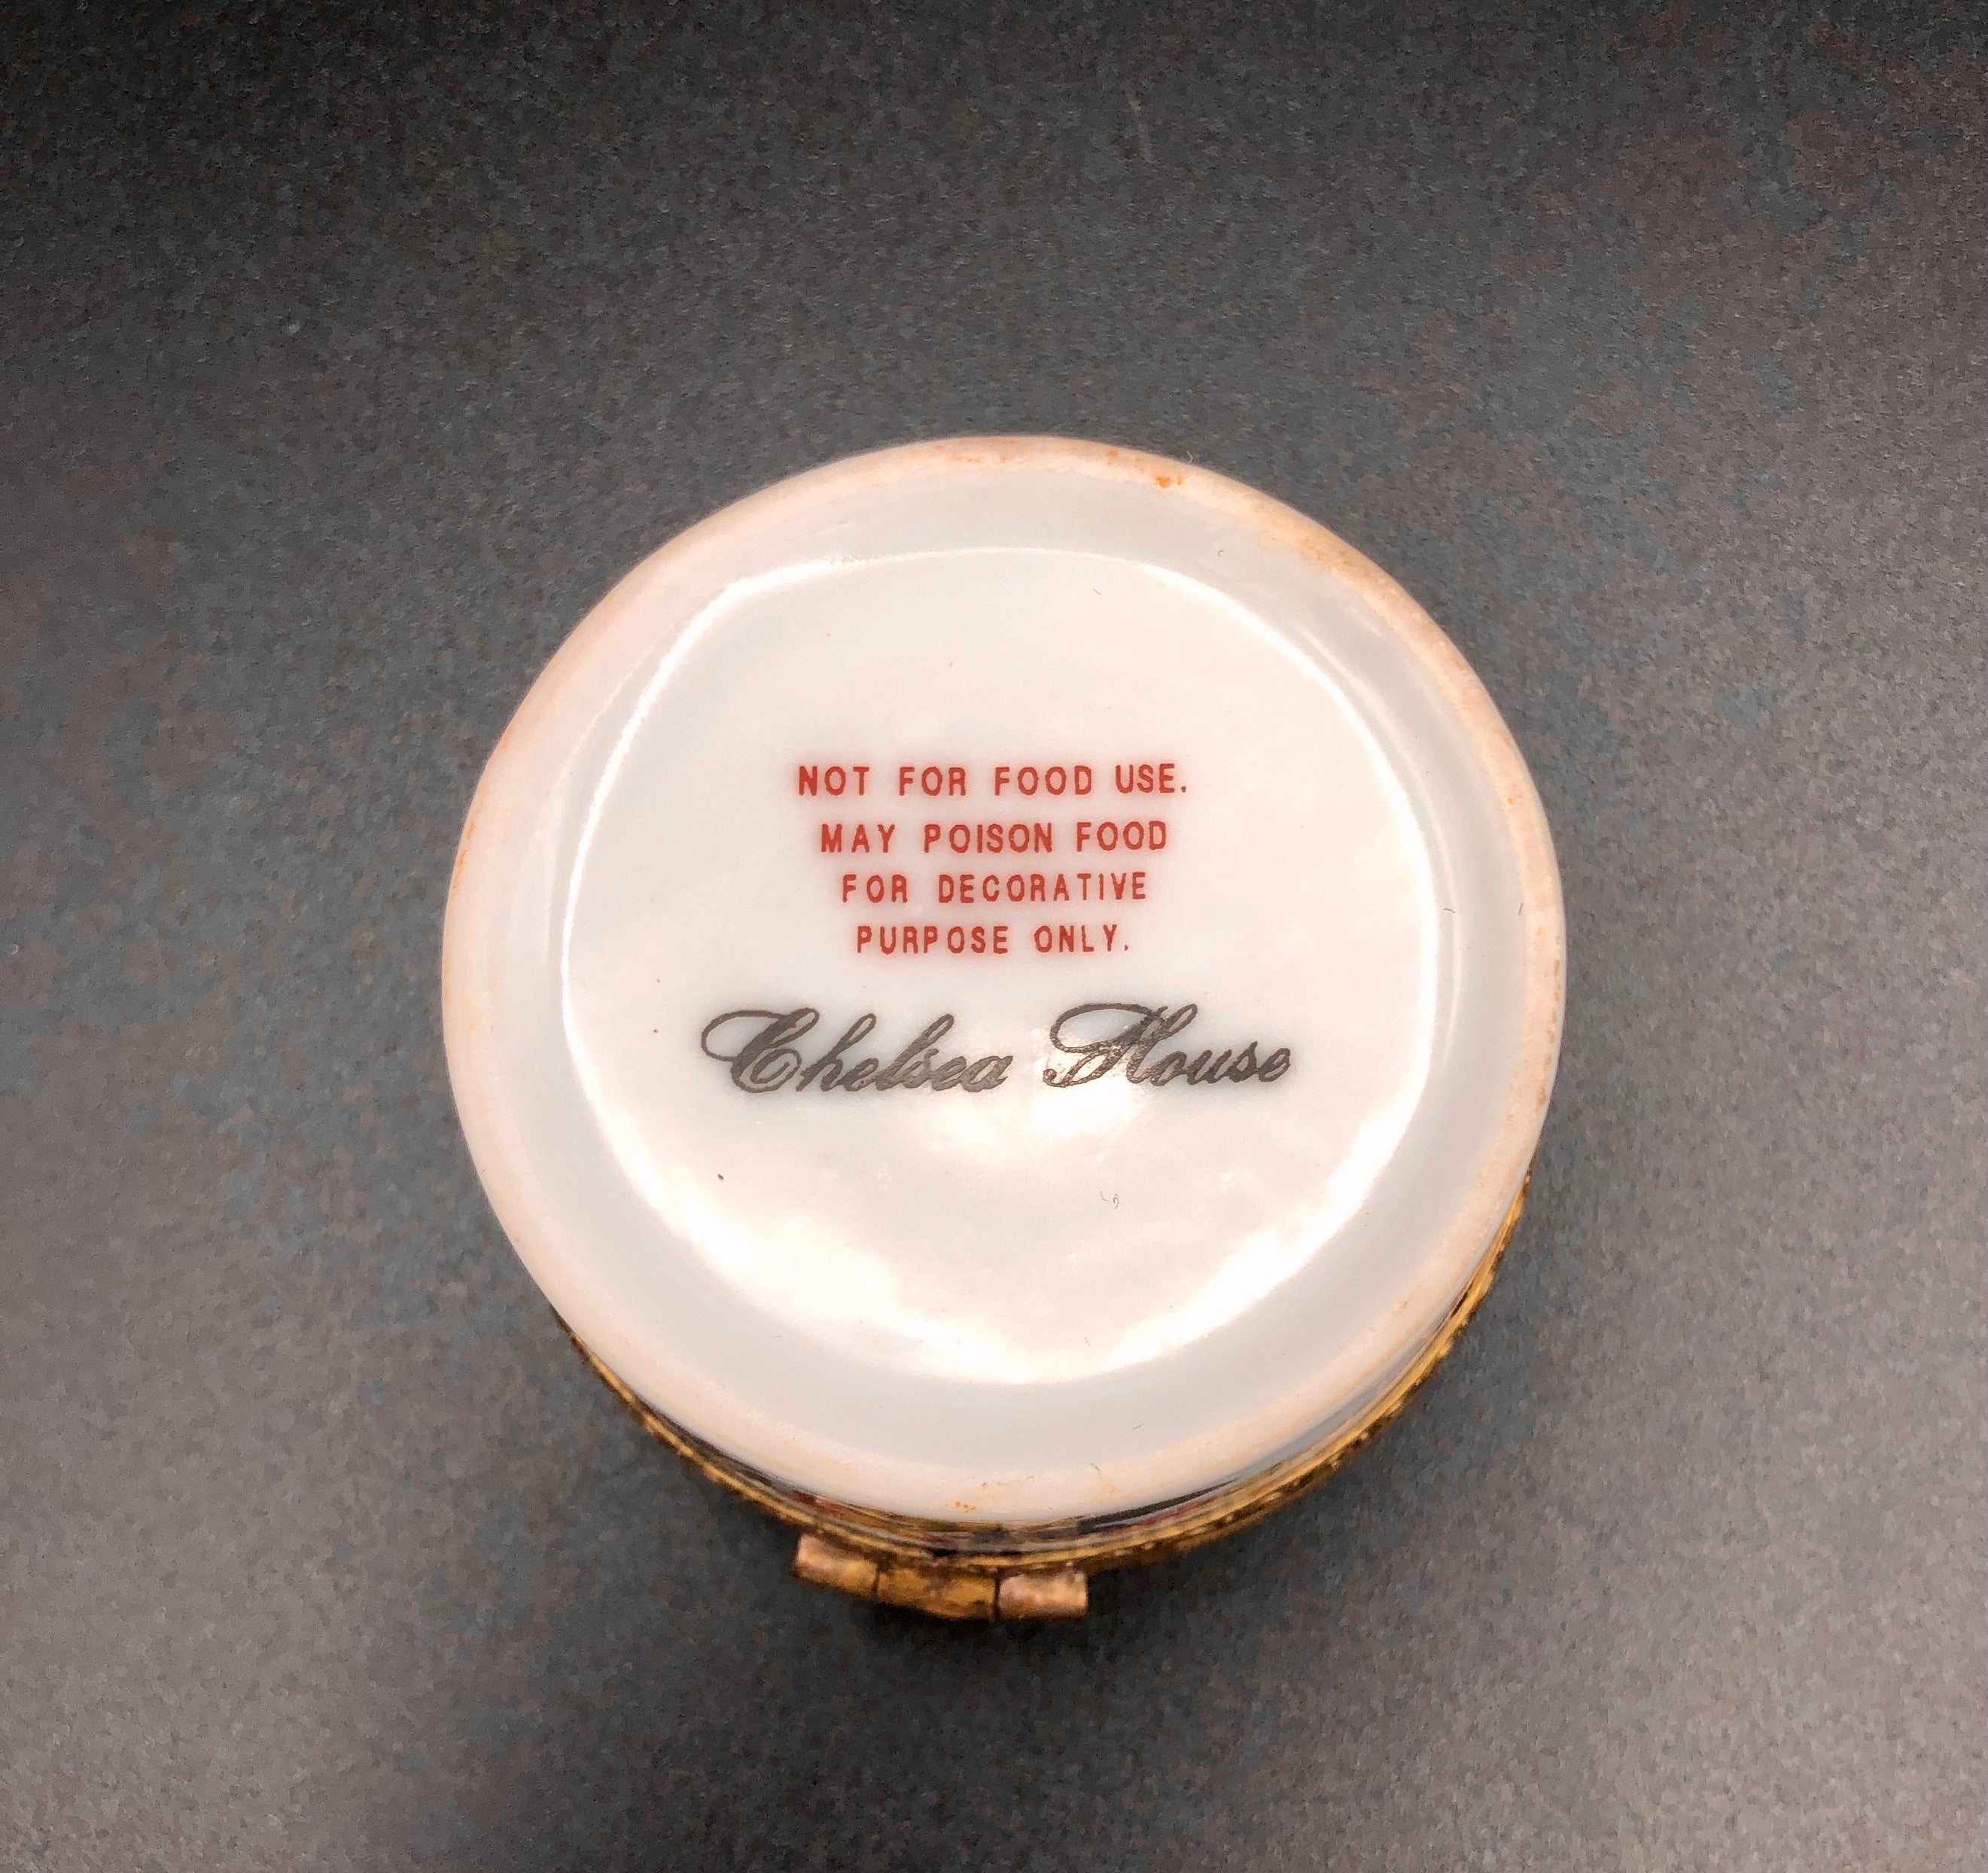 NOT FOR FOOD USE.
MAY POISON FOOD
FOR DECORATIVE
PURPOSE ONLY.
Chelsea House